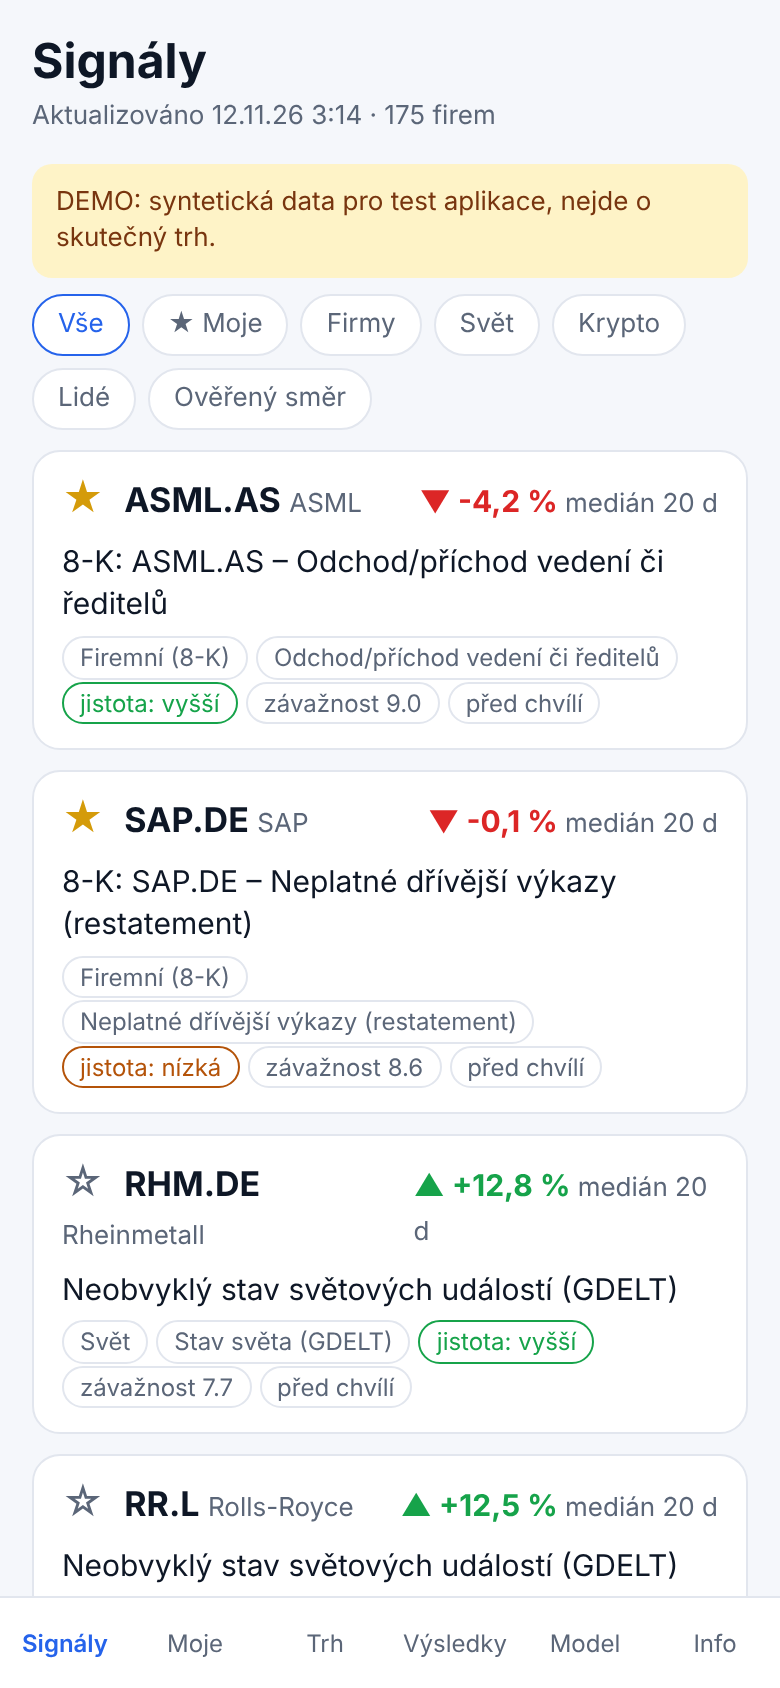 Signály
Aktualizováno 12.11.26 3:14 · 175 firem
DEMO: syntetická data pro test aplikace, nejde o
skutečný trh.
Vše ★ Moje Firmy Svět Krypto
Lidé Ověřený směr
★ ASML.AS ASML ▼ -4,2 % medián 20 d
8-K: ASML.AS – Odchod/příchod vedení či
ředitelů
Firemní (8-K) Odchod/příchod vedení či ředitelů
jistota: vyšší závažnost 9.0 před chvílí
★ SAP.DE SAP ▼ -0,1 % medián 20 d
8-K: SAP.DE – Neplatné dřívější výkazy
(restatement)
Firemní (8-K)
Neplatné dřívější výkazy (restatement)
jistota: nízká závažnost 8.6 před chvílí
☆ RHM.DE ▲ +12,8 % medián 20
Rheinmetall d
Neobvyklý stav světových událostí (GDELT)
Svět Stav světa (GDELT) jistota: vyšší
závažnost 7.7 před chvílí
☆ RR.L Rolls-Royce ▲ +12,5 % medián 20 d
Neobvyklý stav světových událostí (GDELT)
Signály Moje Trh Výsledky Model Info